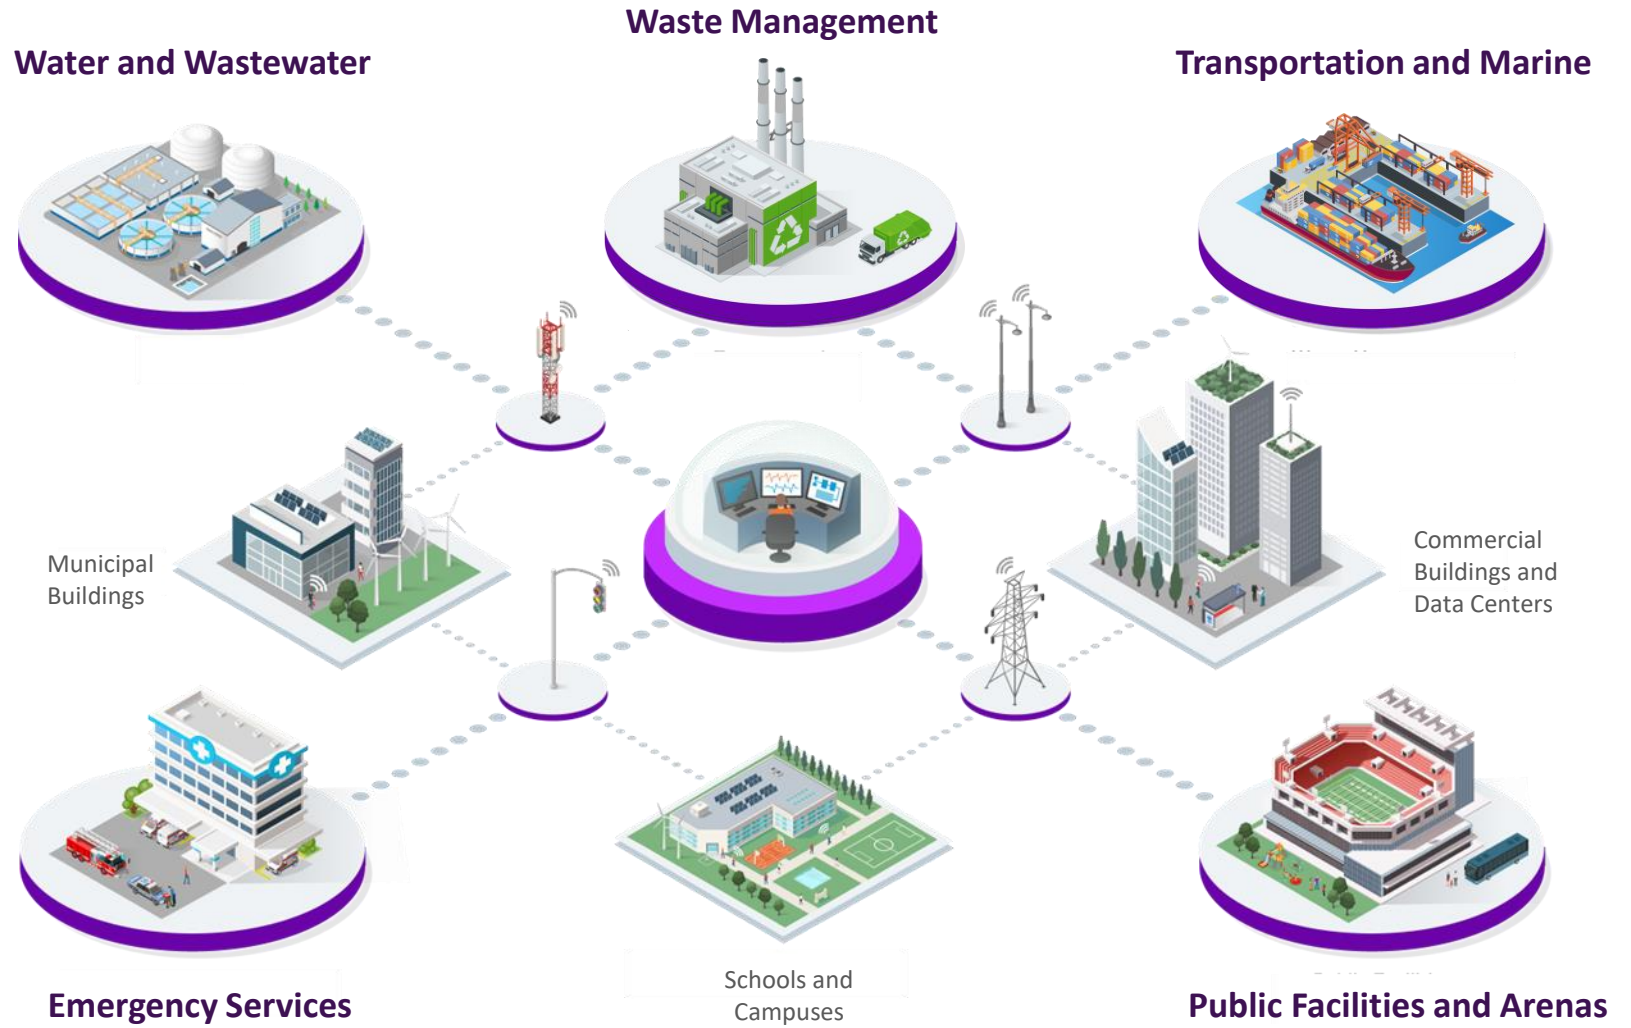 Waste Management
Water and Wastewater
Transportation and Marine
Municipal
Buildings
Commercial
Buildings and
Data Centers
Schools and
Campuses
Emergency Services
Public Facilities and Arenas